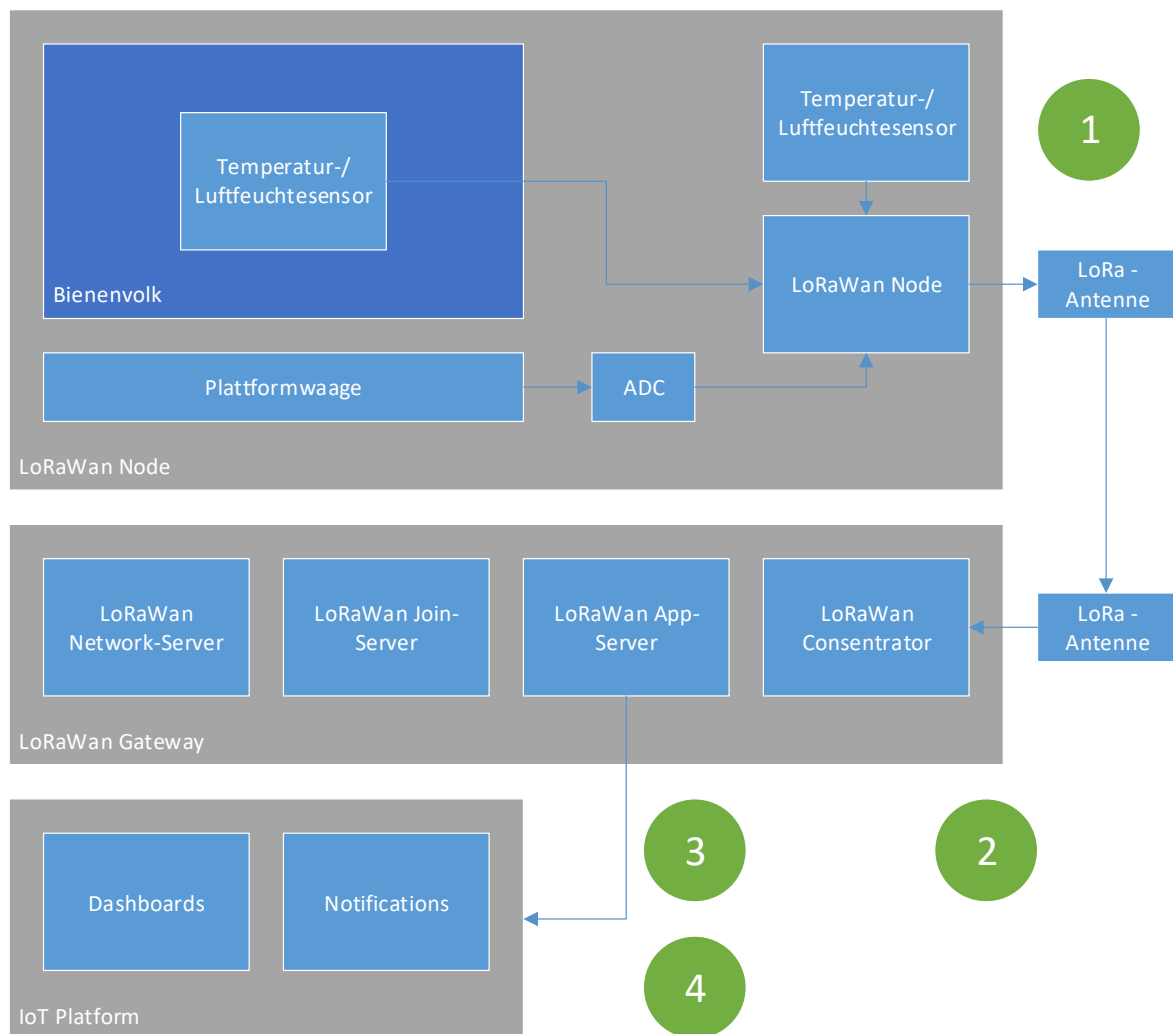 Temperatur-/
Luftfeuchtesensor
Bienenvolk
Temperatur-/
Luftfeuchtesensor
1
LoRaWan Node
LoRa -
Antenne
Plattformwaage
ADC
LoRaWan Node
LoRaWan
Network-Server
LoRaWan Join-
Server
LoRaWan App-
Server
LoRaWan
Consentrator
LoRa -
Antenne
LoRaWan Gateway
Dashboards
Notifications
3
2
4
IoT Platform